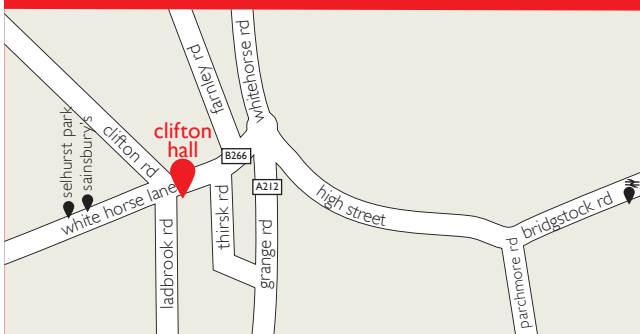 farnley rd
whitehorse rd
clifton rd
clifton
hall
selhurst park
sainsbury's
B266
A212
white horse lane
ladbrook rd
thirsk rd
grange rd
high street
bridgstock rd
parchmore rd